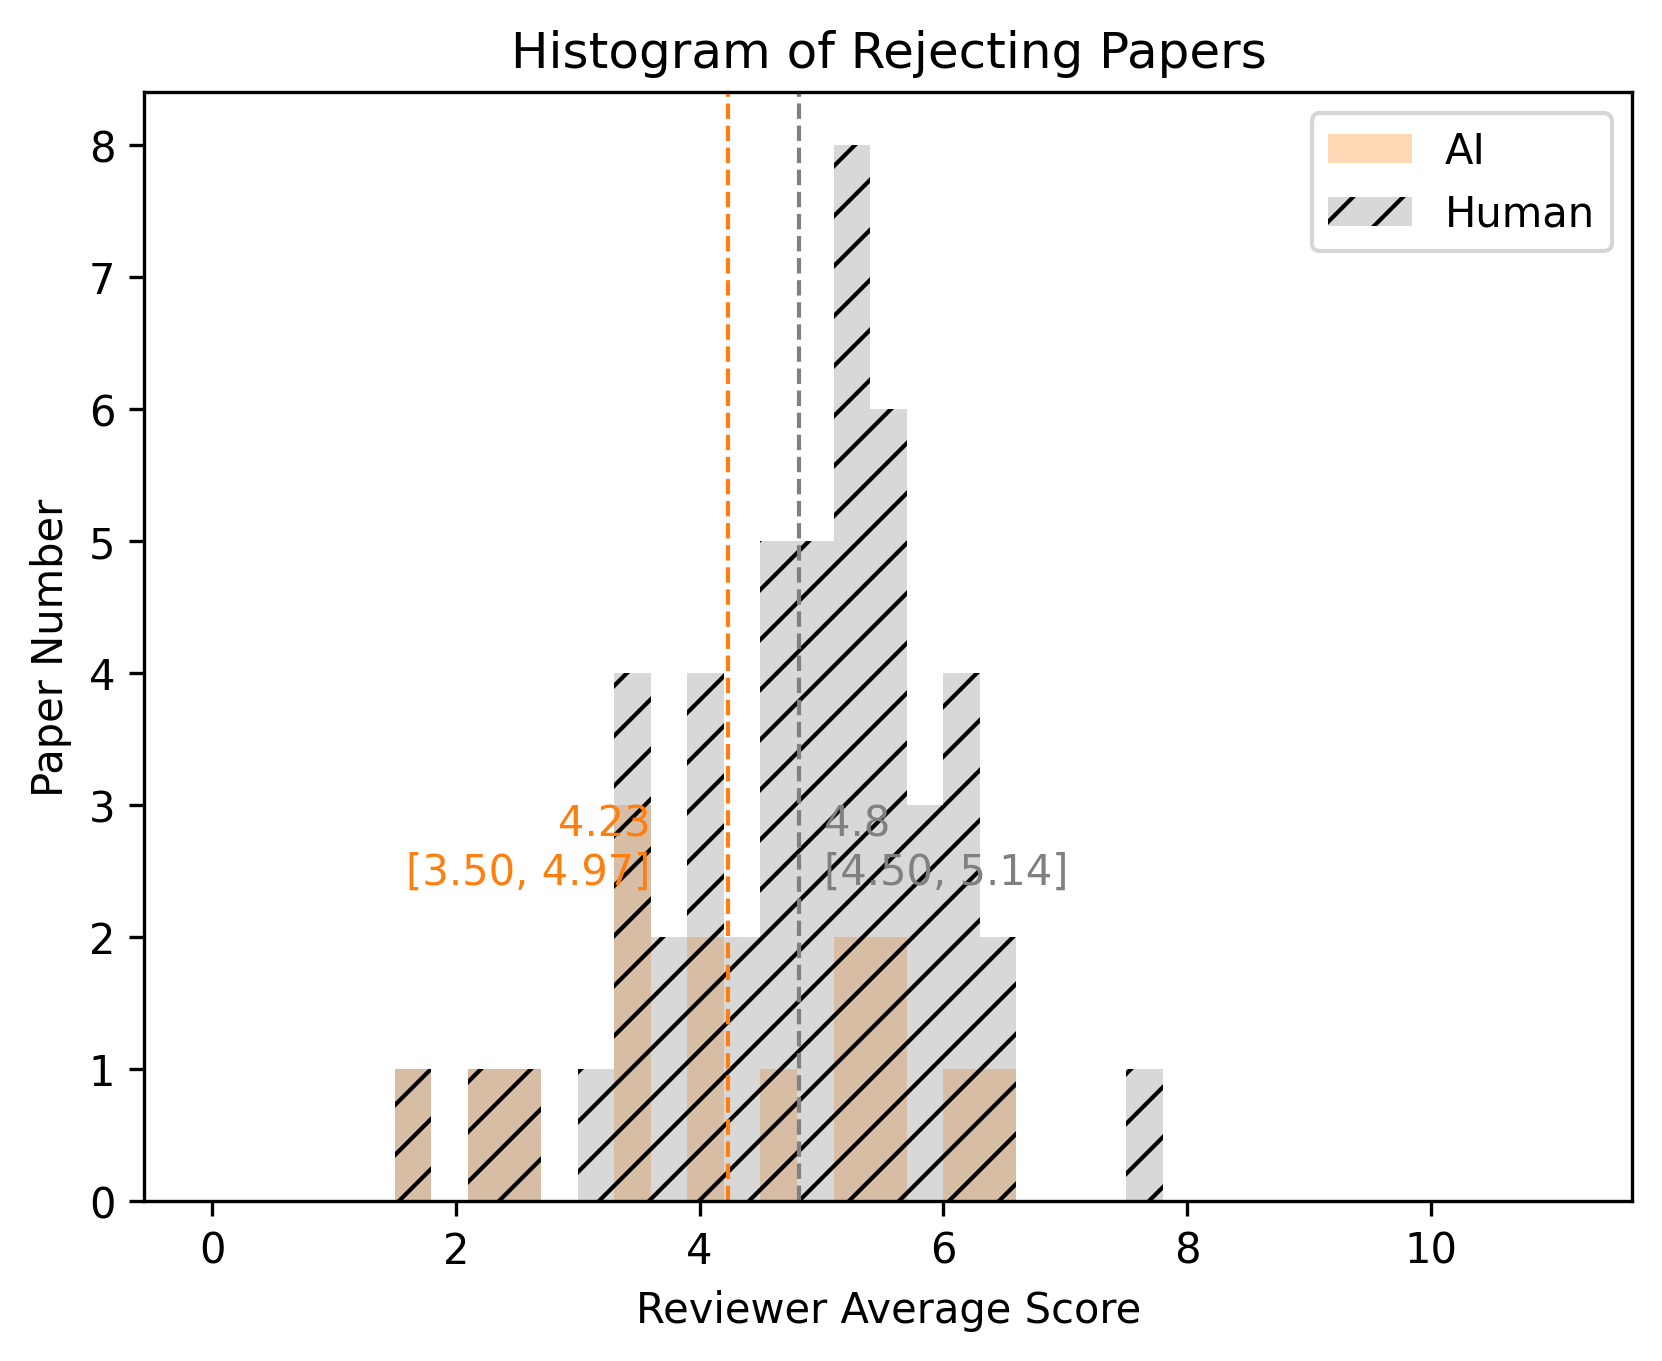 Histogram of Rejecting Papers
AI
Human
8
7
6
5
4
3
2
1
0
Paper Number
4.23
[3.50, 4.97]
4.8
[4.50, 5.14]
0 2 4 6 8 10
Reviewer Average Score